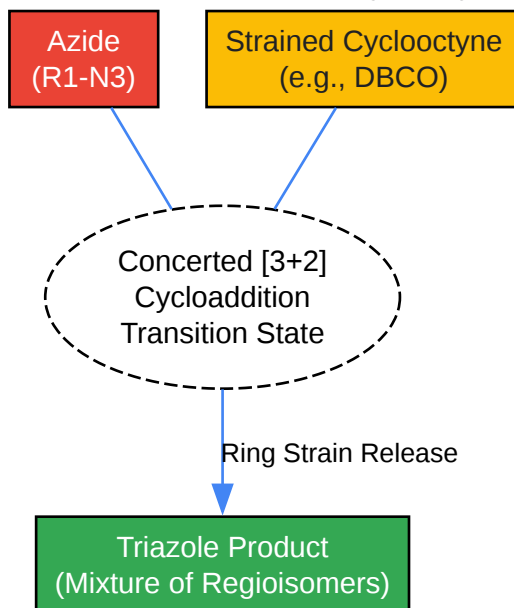 Azide
(R1-N3)
Strained Cyclooctyne
(e.g., DBCO)
Concerted [3+2]
Cycloaddition
Transition State
Ring Strain Release
Triazole Product
(Mixture of Regioisomers)